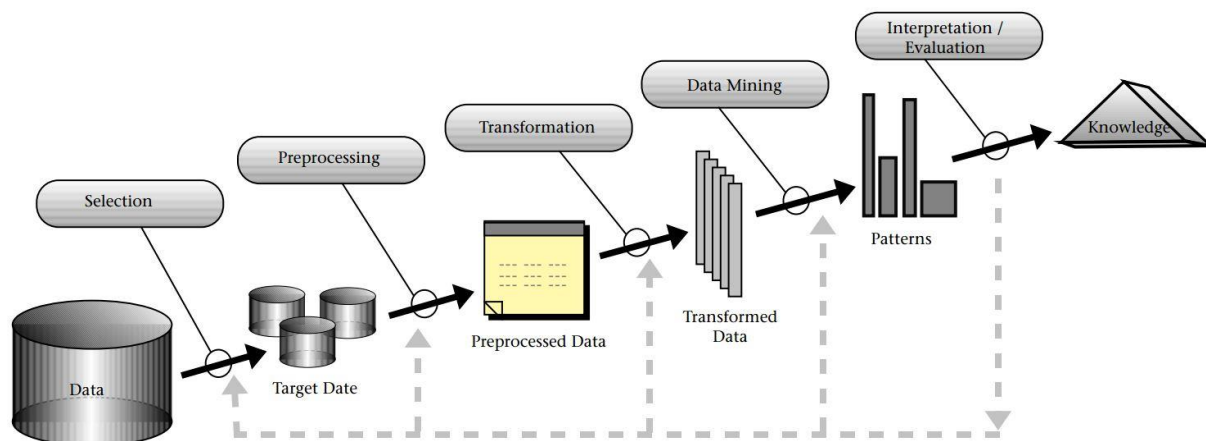 Interpretation /
Evaluation
Data Mining
Transformation
Preprocessing
Selection
Data
Target Date
Preprocessed Data
Transformed
Data
Patterns
Knowledge